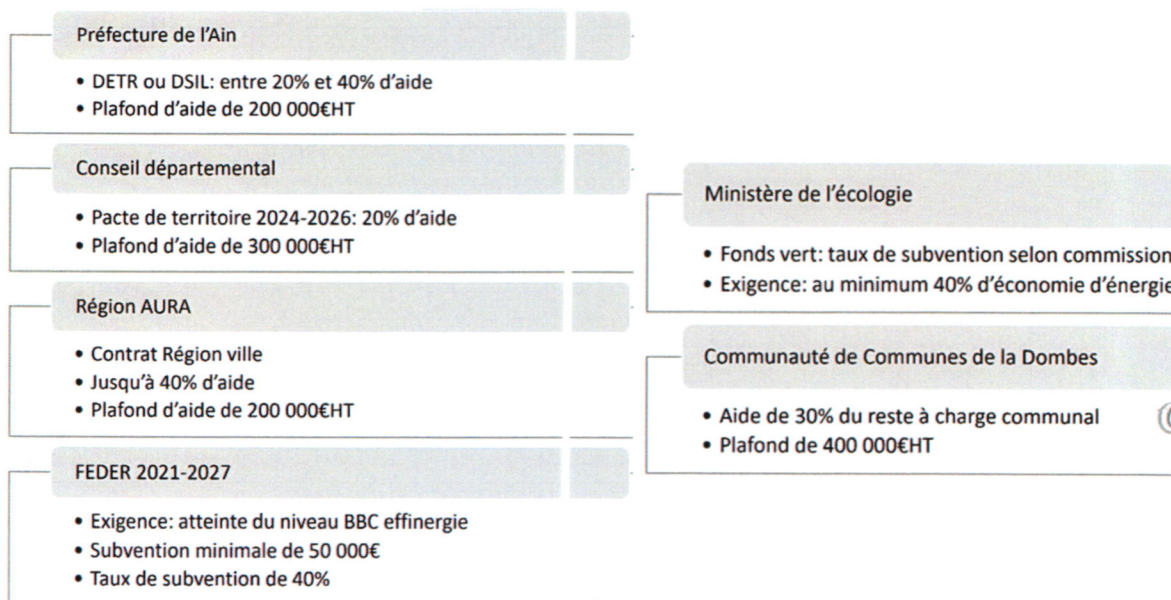 Préfecture de l'Ain
• DETR ou DSIL: entre 20% et 40% d'aide
• Plafond d'aide de 200 000€HT
Conseil départemental
• Pacte de territoire 2024-2026: 20% d'aide
• Plafond d'aide de 300 000€HT
Région AURA
• Contrat Région ville
• Jusqu'à 40% d'aide
• Plafond d'aide de 200 000€HT
FEDER 2021-2027
• Exigence: atteinte du niveau BBC effinergie
• Subvention minimale de 50 000€
• Taux de subvention de 40%
Ministère de l'écologie
• Fonds vert: taux de subvention selon commission
• Exigence: au minimum 40% d'économie d'énergie
Communauté de Communes de la Dombes
• Aide de 30% du reste à charge communal
• Plafond de 400 000€HT